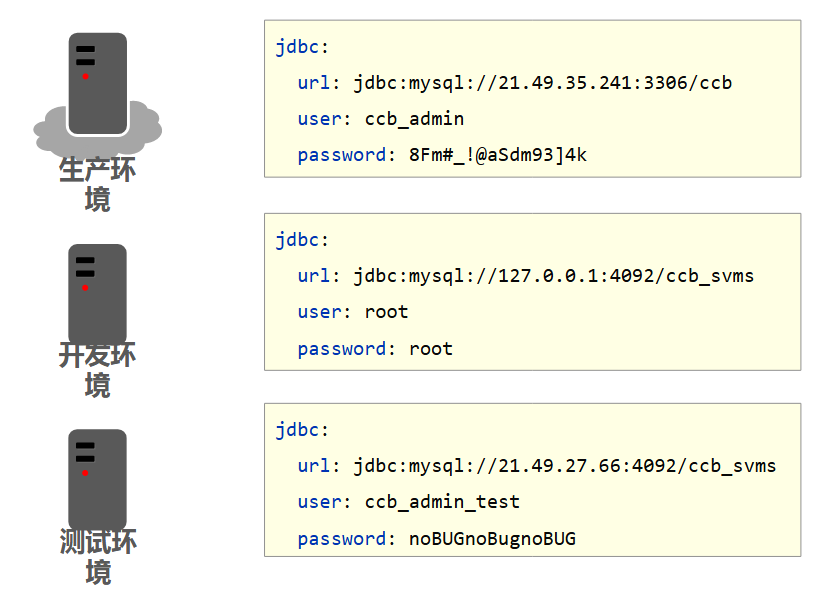 jdbc:
url: jdbc:mysql://21.49.35.241:3306/ccb
user: ccb_admin
password: 8Fm#_!@aSdm93]4k
生产环
境
jdbc:
url: jdbc:mysql://127.0.0.1:4092/ccb_svms
user: root
password: root
开发环
境
jdbc:
url: jdbc:mysql://21.49.27.66:4092/ccb_svms
user: ccb_admin_test
password: noBUGnoBugnoBUG
测试环
境